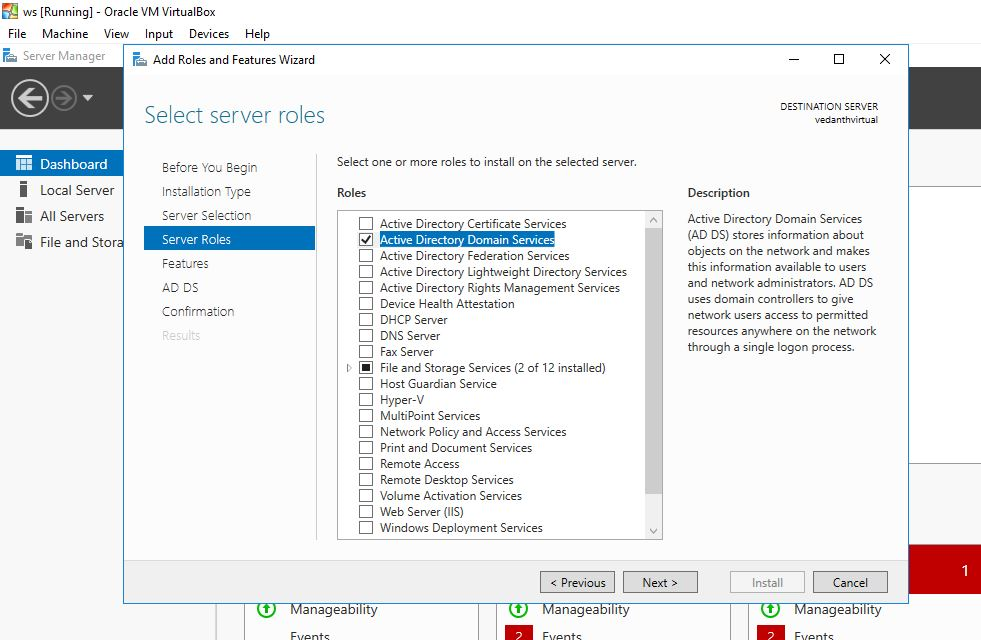 ws [Running] - Oracle VM VirtualBox
File Machine View Input Devices Help
Server Manager
Add Roles and Features Wizard
Select server roles
DESTINATION SERVER
vedanthvirtual
Dashboard
Local Server
All Servers
File and Stora
Before You Begin
Installation Type
Server Selection
Server Roles
Features
AD DS
Confirmation
Results
Select one or more roles to install on the selected server.
Roles
Active Directory Certificate Services
Active Directory Domain Services
Active Directory Federation Services
Active Directory Lightweight Directory Services
Active Directory Rights Management Services
Device Health Attestation
DHCP Server
DNS Server
Fax Server
File and Storage Services (2 of 12 installed)
Host Guardian Service
Hyper-V
MultiPoint Services
Network Policy and Access Services
Print and Document Services
Remote Access
Remote Desktop Services
Volume Activation Services
Web Server (IIS)
Windows Deployment Services
Description
Active Directory Domain Services
(AD DS) stores information about
objects on the network and makes
this information available to users
and network administrators. AD DS
uses domain controllers to give
network users access to permitted
resources anywhere on the network
through a single logon process.
< Previous Next > Install Cancel
1
Manageability Manageability Manageability
Events 2 Events 2 Events